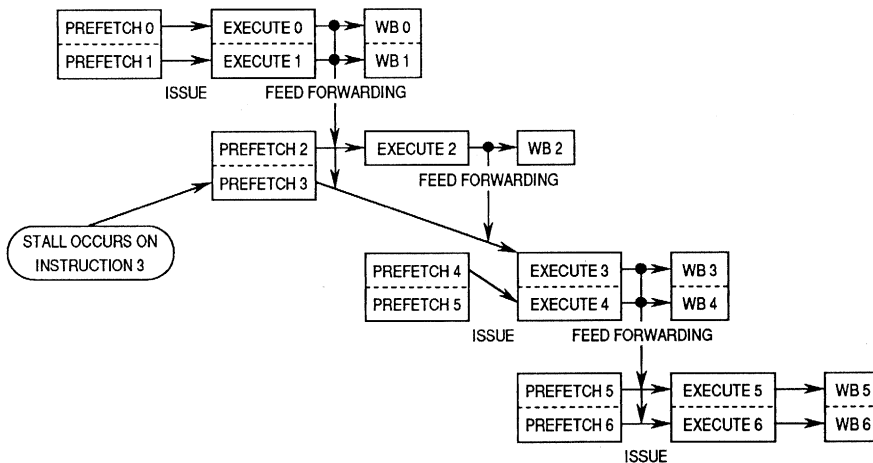 PREFETCH 0 EXECUTE 0 WB 0
PREFETCH 1 EXECUTE 1 WB 1
ISSUE FEED FORWARDING
PREFETCH 2 EXECUTE 2 WB 2
PREFETCH 3 FEED FORWARDING
STALL OCCURS ON
INSTRUCTION 3
PREFETCH 4 EXECUTE 3 WB 3
PREFETCH 5 EXECUTE 4 WB 4
ISSUE FEED FORWARDING
PREFETCH 5 EXECUTE 5 WB 5
PREFETCH 6 EXECUTE 6 WB 6
ISSUE